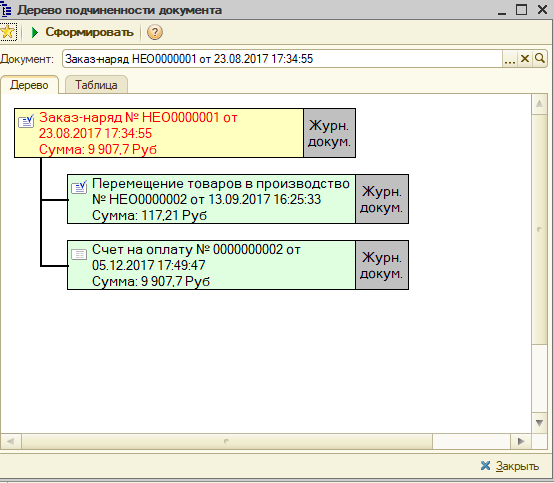 Дерево подчиненности документа
Сформировать
Документ: Заказ-наряд НЕО0000001 от 23.08.2017 17:34:55
Дерево Таблица
Заказ-наряд № НЕО0000001 от
23.08.2017 17:34:55
Сумма: 9 907,7 Руб
Журн.
докум.
Перемещение товаров в производство
№ НЕО0000002 от 13.09.2017 16:25:33
Сумма: 117,21 Руб
Журн.
докум.
Счет на оплату № 0000000002 от
05.12.2017 17:49:47
Сумма: 9 907,7 Руб
Журн.
докум.
Закрыть